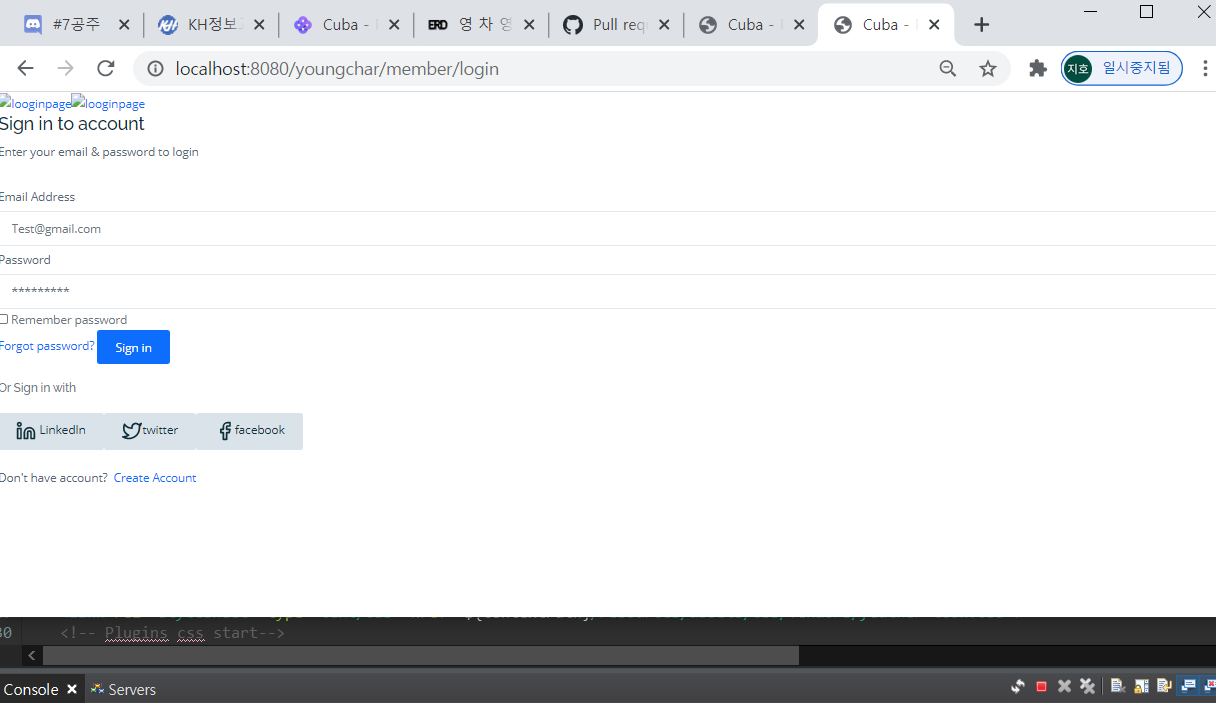 #7공주
KH정보
Cuba -
영 차 영
Pull req
Cuba -
Cuba -
localhost:8080/youngchar/member/login
지호
일시중지됨
looginpage looginpage
Sign in to account
Enter your email & password to login
Email Address
Test@gmail.com
Password
*********
Remember password
Forgot password? Sign in
Or Sign in with
LinkedIn twitter facebook
Don't have account? Create Account
<!-- Plugins css start-->
Console
Servers